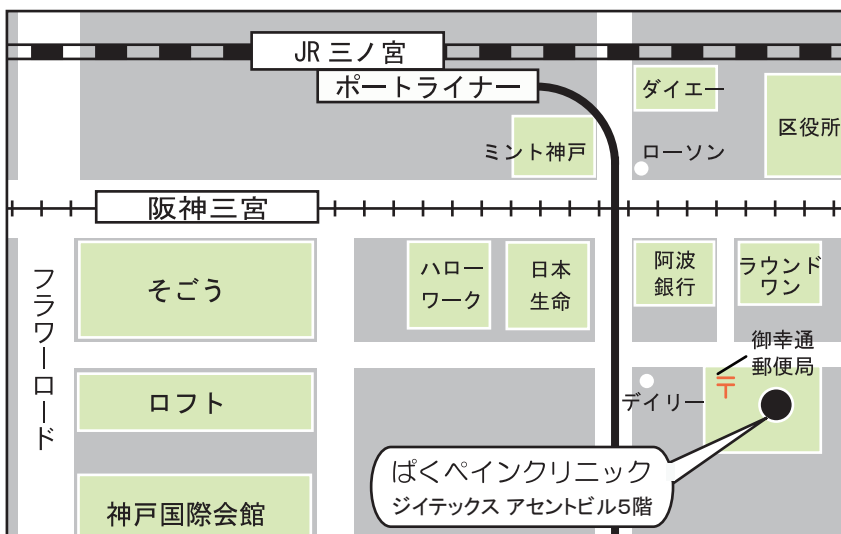 JR 三ノ宮
ポートライナー
ダイエー
区役所
ミント神戸
ローソン
阪神三宮
フラワーロード
そごう
ハロー
ワーク
日本
生命
阿波
銀行
ラウンド
ワン
御幸通
郵便局
〒
ロフト
デイリー
ぱくペインクリニック
ジイテックス アセントビル5階
神戸国際会館